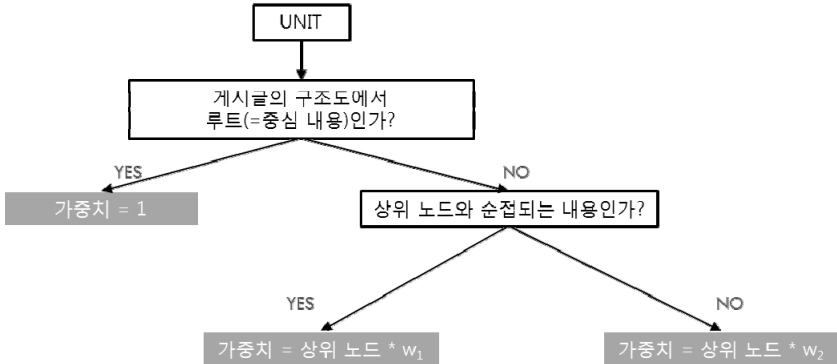 UNIT
게시글의 구조도에서
루트(=중심 내용)인가?
YES
NO
가중치 = 1
상위 노드와 순접되는 내용인가?
YES
NO
가중치 = 상위 노드 * w₁
가중치 = 상위 노드 * w₂